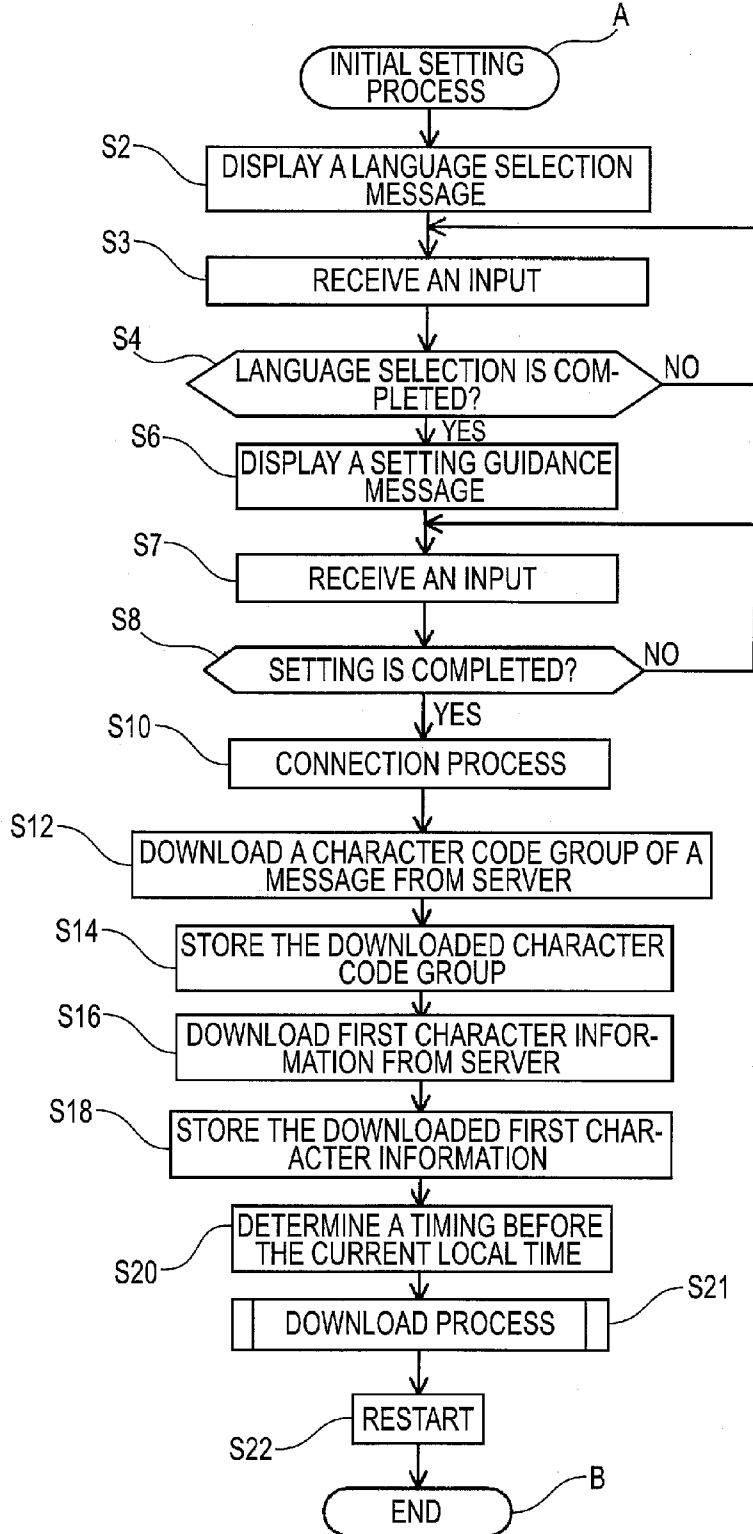 A
INITIAL SETTING
PROCESS
S2
DISPLAY A LANGUAGE SELECTION
MESSAGE
S3
RECEIVE AN INPUT
S4
LANGUAGE SELECTION IS COM-
PLETED?
NO
YES
S6
DISPLAY A SETTING GUIDANCE
MESSAGE
S7
RECEIVE AN INPUT
S8
SETTING IS COMPLETED?
NO
YES
S10
CONNECTION PROCESS
S12
DOWNLOAD A CHARACTER CODE GROUP OF A
MESSAGE FROM SERVER
S14
STORE THE DOWNLOADED CHARACTER
CODE GROUP
S16
DOWNLOAD FIRST CHARACTER INFOR-
MATION FROM SERVER
S18
STORE THE DOWNLOADED FIRST CHAR-
ACTER INFORMATION
DETERMINE A TIMING BEFORE
THE CURRENT LOCAL TIME
S20
S21
DOWNLOAD PROCESS
RESTART
S22
B
END